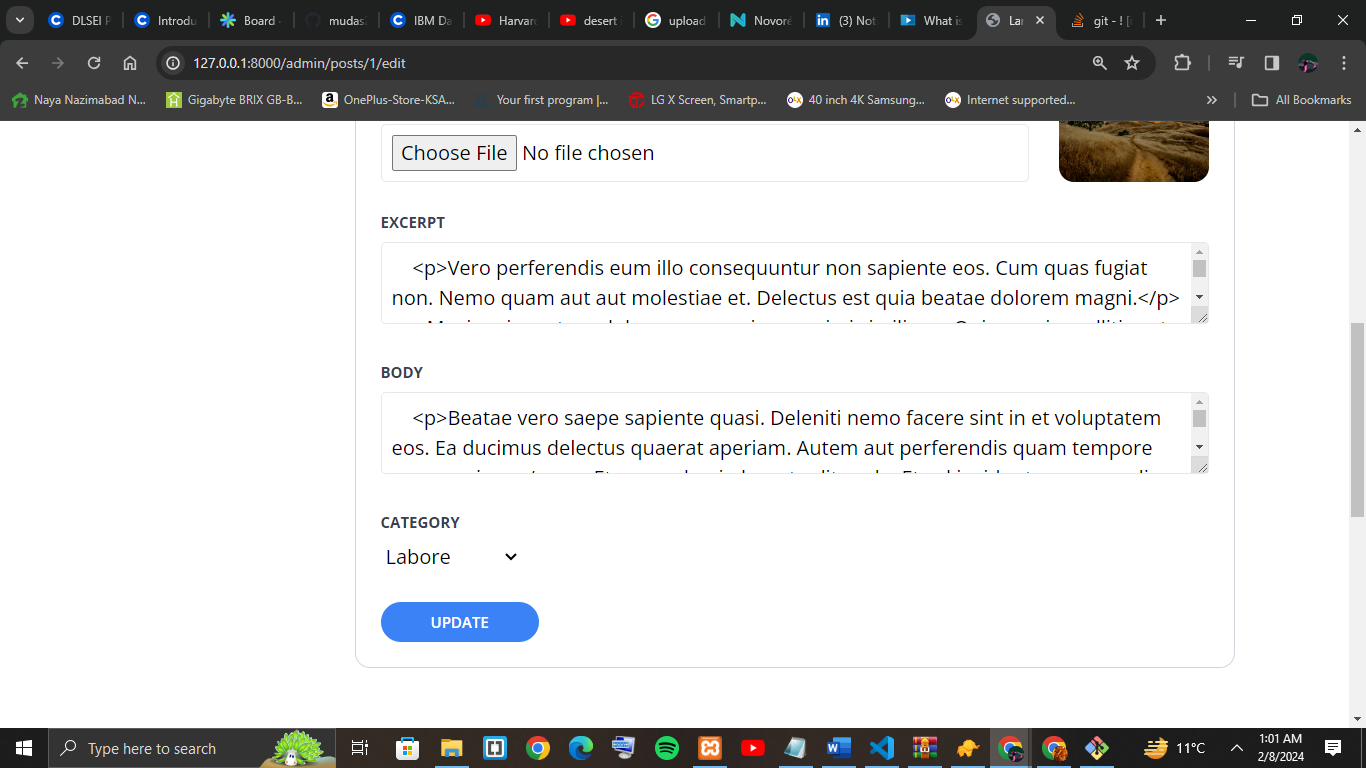 DLSEI P
Introdu
Board -
mudas
IBM Da
Harvar
desert i
upload
Novoré
(3) Not
What is
La
git - ! [r
127.0.0.1:8000/admin/posts/1/edit
Naya Nazimabad N...
Gigabyte BRIX GB-B...
OnePlus-Store-KSA...
Your first program |...
LG X Screen, Smartp...
40 inch 4K Samsung...
Internet supported...
All Bookmarks
Choose File No file chosen
EXCERPT
<p>Vero perferendis eum illo consequuntur non sapiente eos. Cum quas fugiat
non. Nemo quam aut aut molestiae et. Delectus est quia beatae dolorem magni.</p>
BODY
<p>Beatae vero saepe sapiente quasi. Deleniti nemo facere sint in et voluptatem
eos. Ea ducimus delectus quaerat aperiam. Autem aut perferendis quam tempore
CATEGORY
Labore
UPDATE
Type here to search
11°C
1:01 AM
2/8/2024